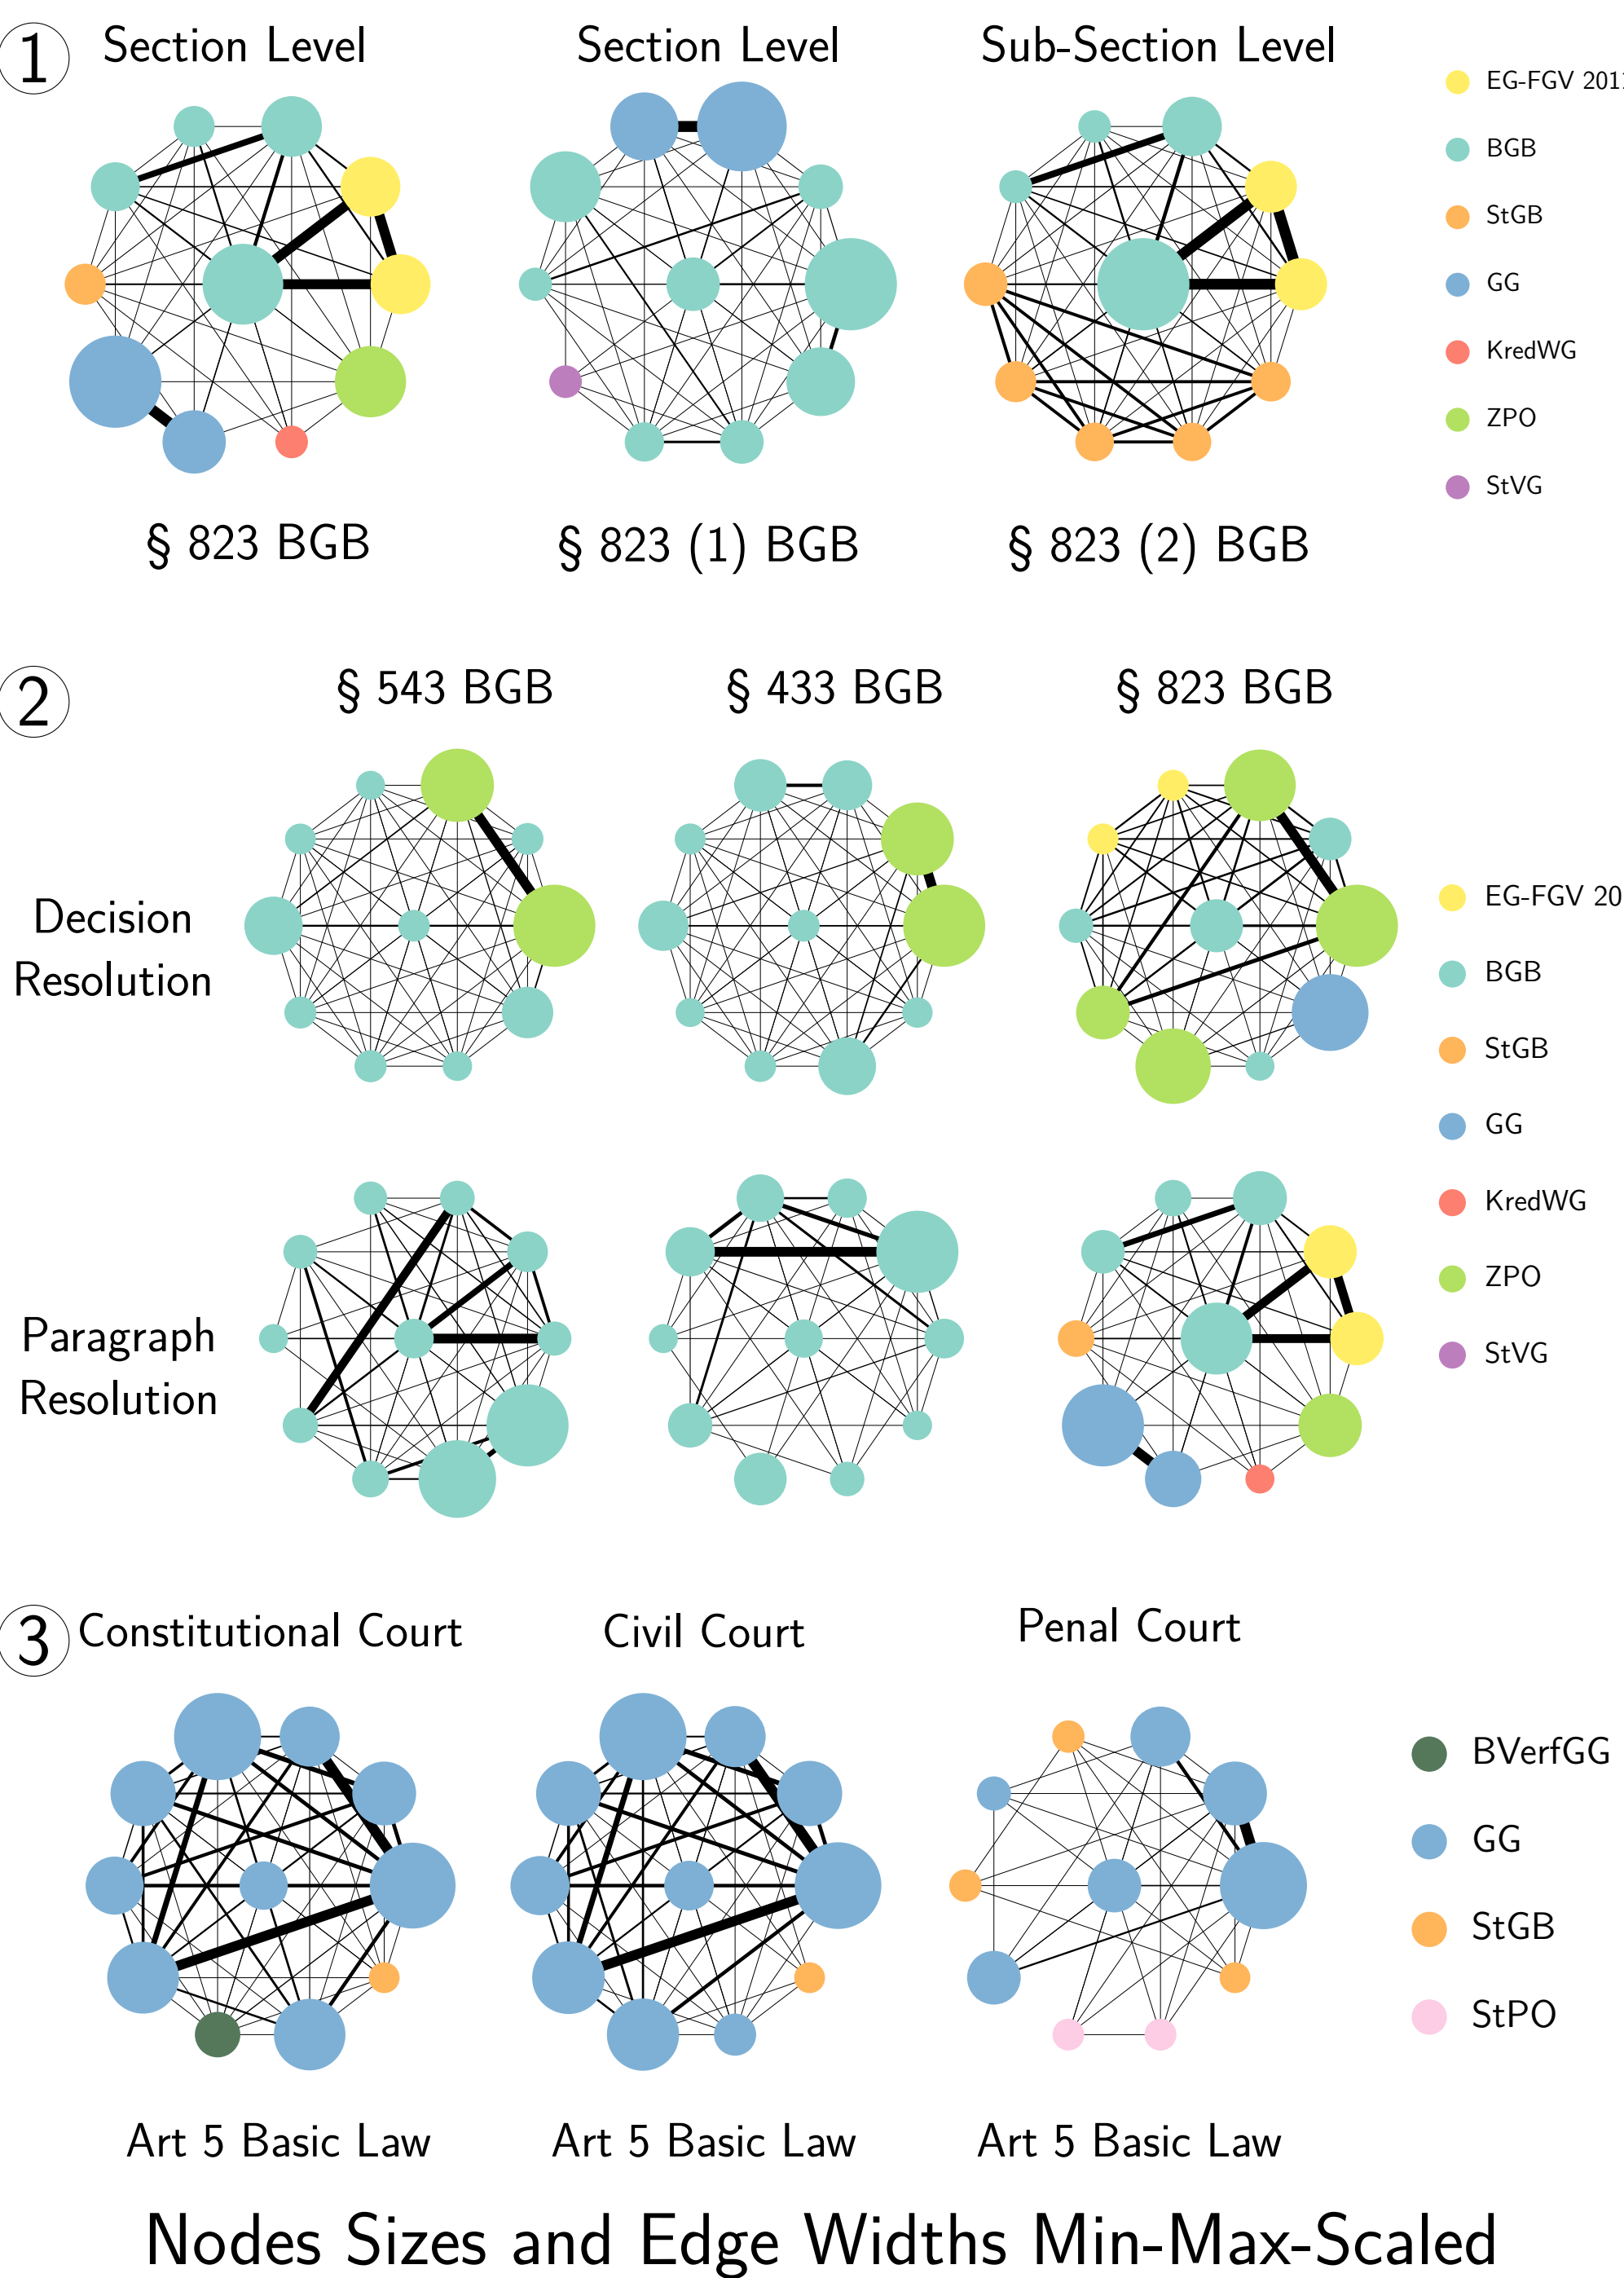 1
Section Level
Section Level
Sub-Section Level
EG-FGV 201
BGB
StGB
GG
KredWG
ZPO
StVG
§ 823 BGB
§ 823 (1) BGB
§ 823 (2) BGB
2
§ 543 BGB
§ 433 BGB
§ 823 BGB
Decision
Resolution
EG-FGV 20
BGB
StGB
GG
KredWG
ZPO
StVG
Paragraph
Resolution
3
Constitutional Court
Civil Court
Penal Court
BVerfGG
GG
StGB
StPO
Art 5 Basic Law
Art 5 Basic Law
Art 5 Basic Law
Nodes Sizes and Edge Widths Min-Max-Scaled